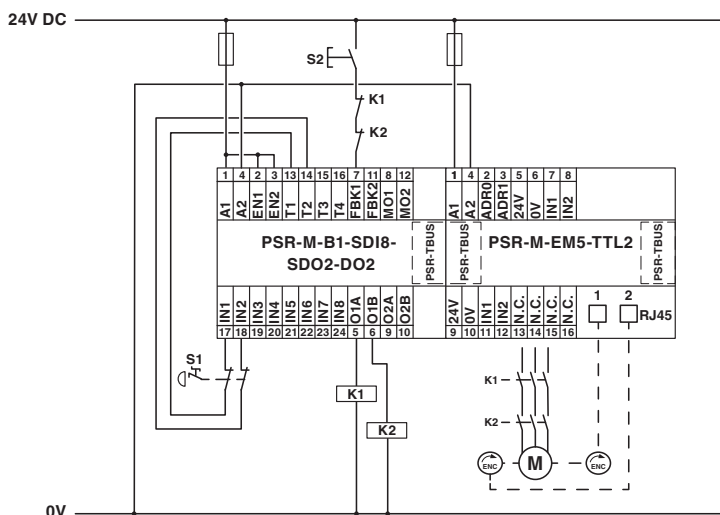 24V DC
S2
K1
K2
1 4 2 3 13 14 15 16 7 11 8 12
A1 A2 EN1 EN2 T1 T2 T3 T4 FBK1 FBK2 MO1 MO2
1 4 2 3 5 6 7 8
A1 A2 ADR0 ADR1 24V 0V IN1 IN2
PSR-M-B1-SDI8-
SDO2-DO2
PSR-TBUS
PSR-TBUS
PSR-M-EM5-TTL2
PSR-TBUS
IN1 IN2 IN3 IN4 IN5 IN6 IN7 IN8 O1A O1B O2A O2B
17 18 19 20 21 22 23 24 5 6 9 10
24V 0V IN1 IN2 N.C. N.C. N.C. N.C.
9 10 11 12 13 14 15 16
1 2
RJ45
S1
K1
K2
K1
K2
ENC
M
ENC
0V